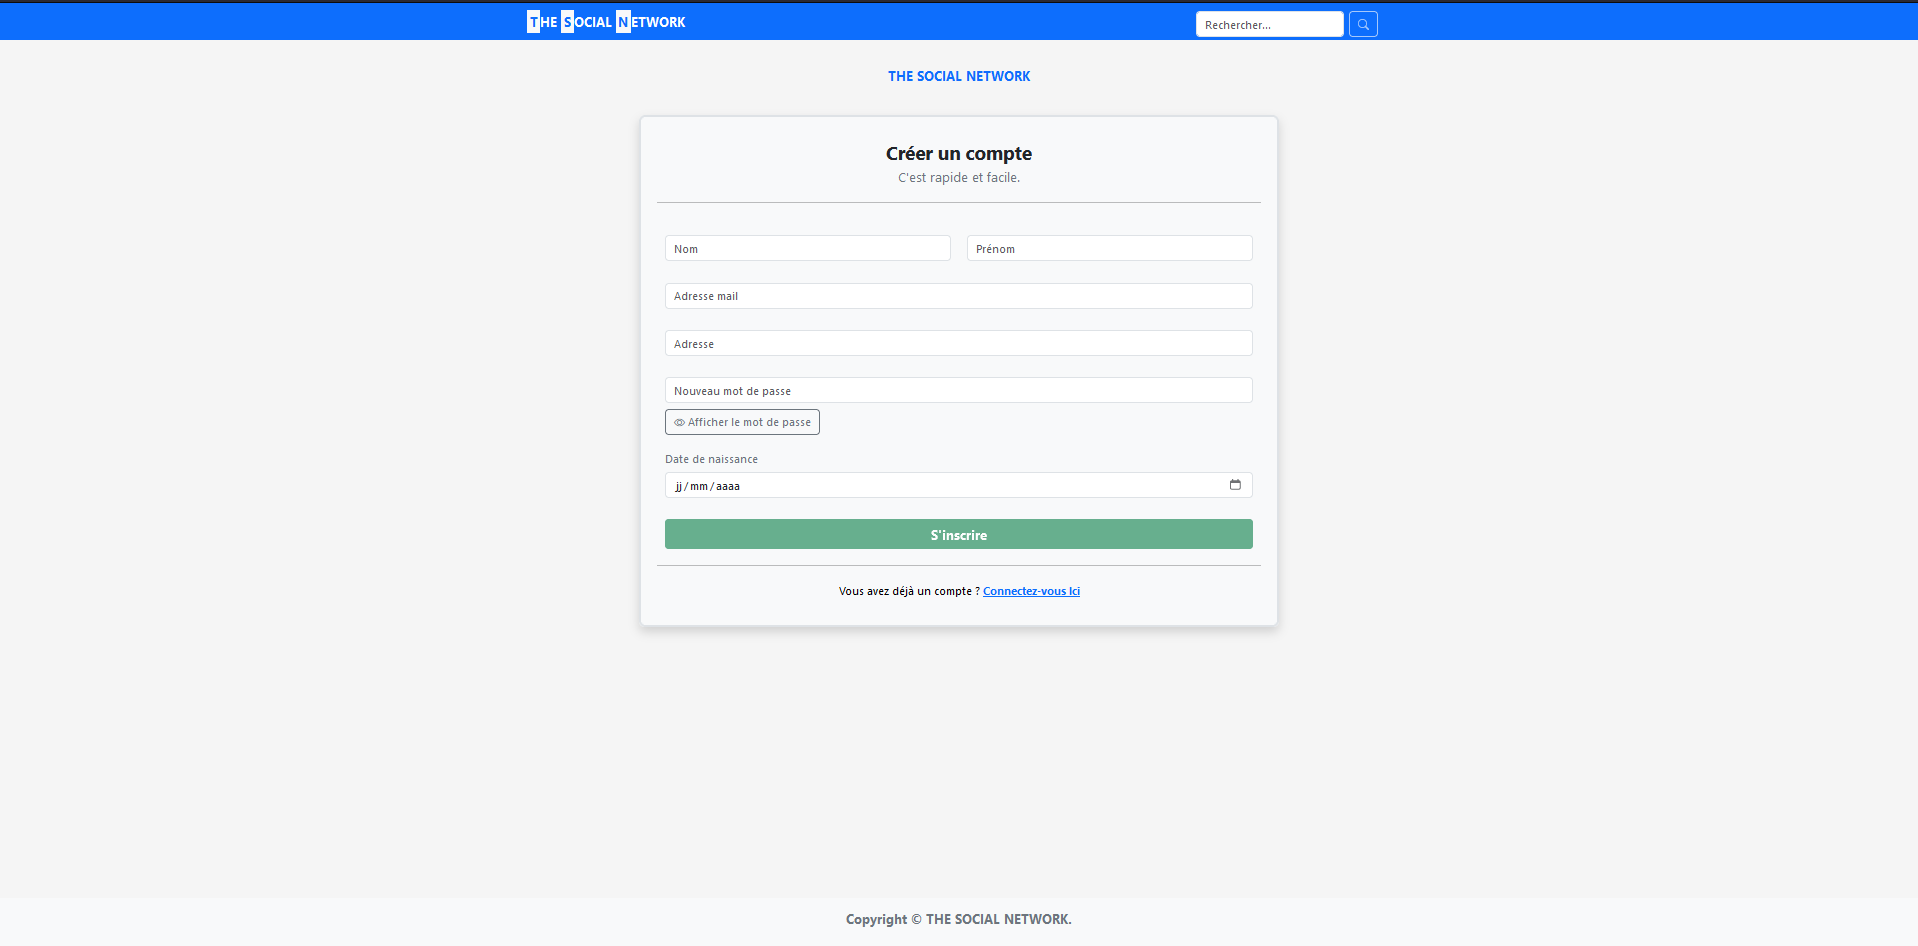 THE SOCIAL NETWORK
Rechercher...
THE SOCIAL NETWORK
Créer un compte
C'est rapide et facile.
Nom
Prénom
Adresse mail
Adresse
Nouveau mot de passe
Afficher le mot de passe
Date de naissance
jj/mm/aaaa
S'inscrire
Vous avez déjà un compte ? Connectez-vous Ici
Copyright © THE SOCIAL NETWORK.